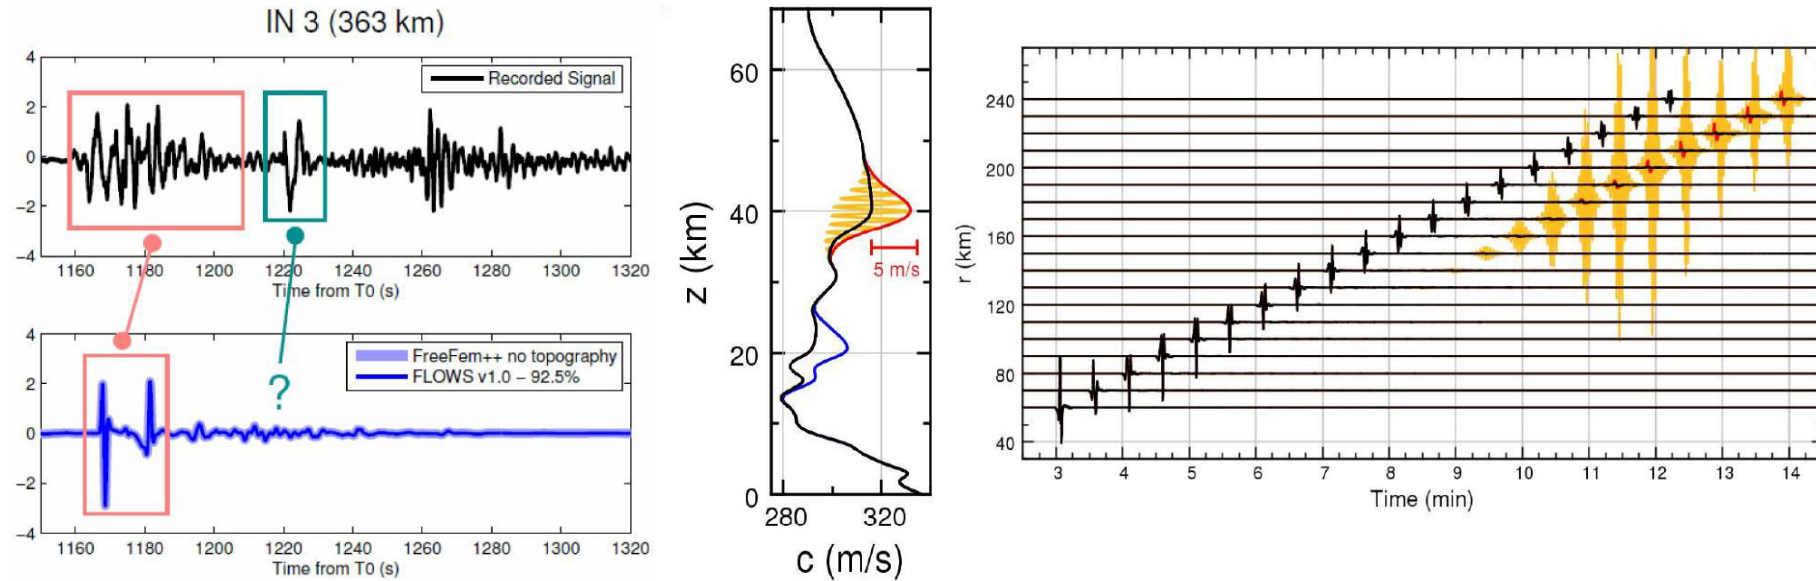 IN 3 (363 km)
4
2
0
−2
−4
Recorded Signal
1160 1180 1200 1220 1240 1260 1280 1300 1320
Time from T0 (s)
4
2
0
−2
−4
FreeFem++ no topography
FLOWS v1.0 − 92.5%
?
1160 1180 1200 1220 1240 1260 1280 1300 1320
Time from T0 (s)
z (km)
60
40
20
0
5 m/s
280 320
c (m/s)
r (km)
240
200
160
120
80
40
3 4 5 6 7 8 9 10 11 12 13 14
Time (min)